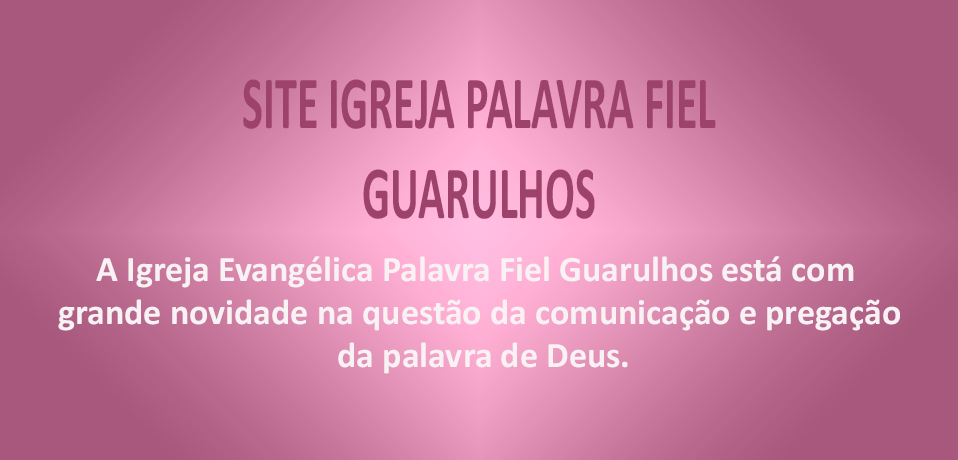 SITE IGREJA PALAVRA FIEL
GUARULHOS
A Igreja Evangélica Palavra Fiel Guarulhos está com
grande novidade na questão da comunicação e pregação
da palavra de Deus.